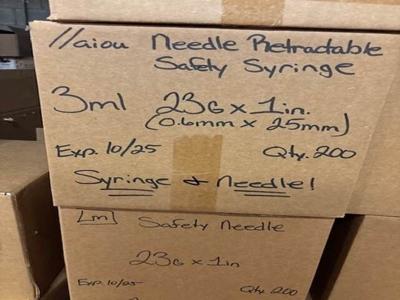 //aiou Needle Retractable
Safety Syringe
3ml 23G x 1in.
(0.6mm x 25mm)
Exp. 10/25 Qty. 200
Syringe & Needle!
Safety Needle
23G x 1in
Exp. 10/25 Qty 200